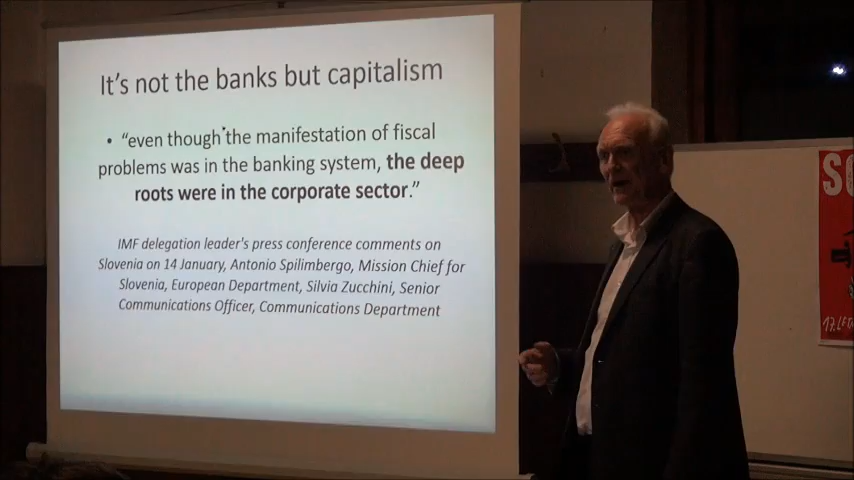 It's not the banks but capitalism
• “even though the manifestation of fiscal
problems was in the banking system, the deep
roots were in the corporate sector.”
IMF delegation leader's press conference comments on
Slovenia on 14 January, Antonio Spilimbergo, Mission Chief for
Slovenia, European Department, Silvia Zucchini, Senior
Communications Officer, Communications Department